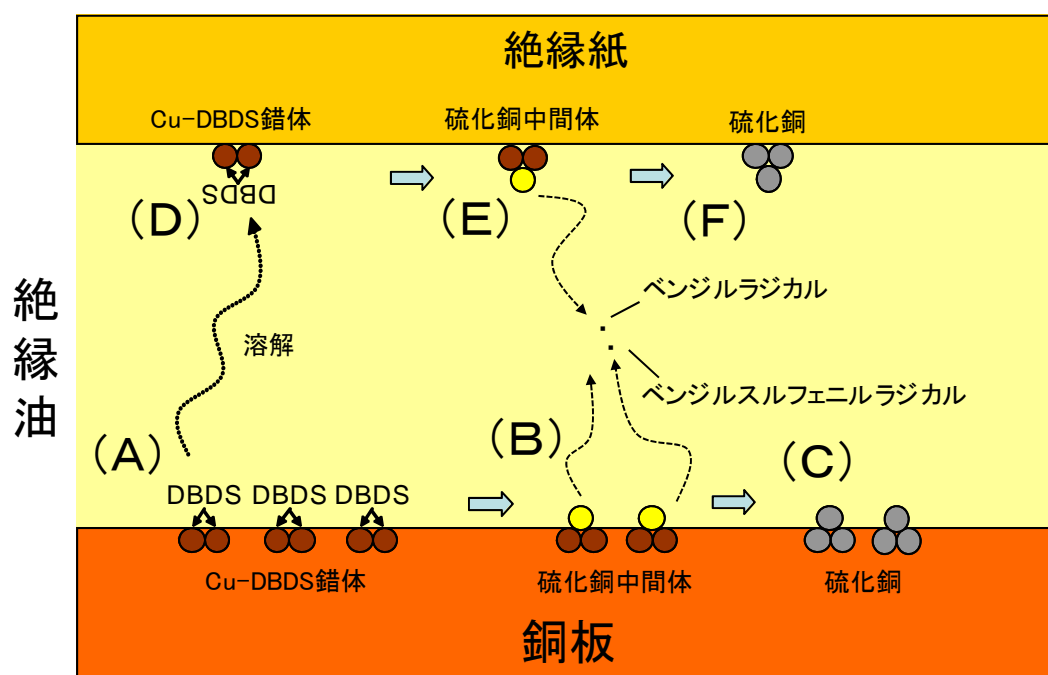 絶縁紙
Cu-DBDS錯体
硫化銅中間体
硫化銅
DBDS
(D)
(E)
(F)
ベンジルラジカル
絶縁油
溶解
ベンジルスルフェニルラジカル
(A)
(B)
(C)
DBDS DBDS DBDS
Cu-DBDS錯体
硫化銅中間体
硫化銅
銅板